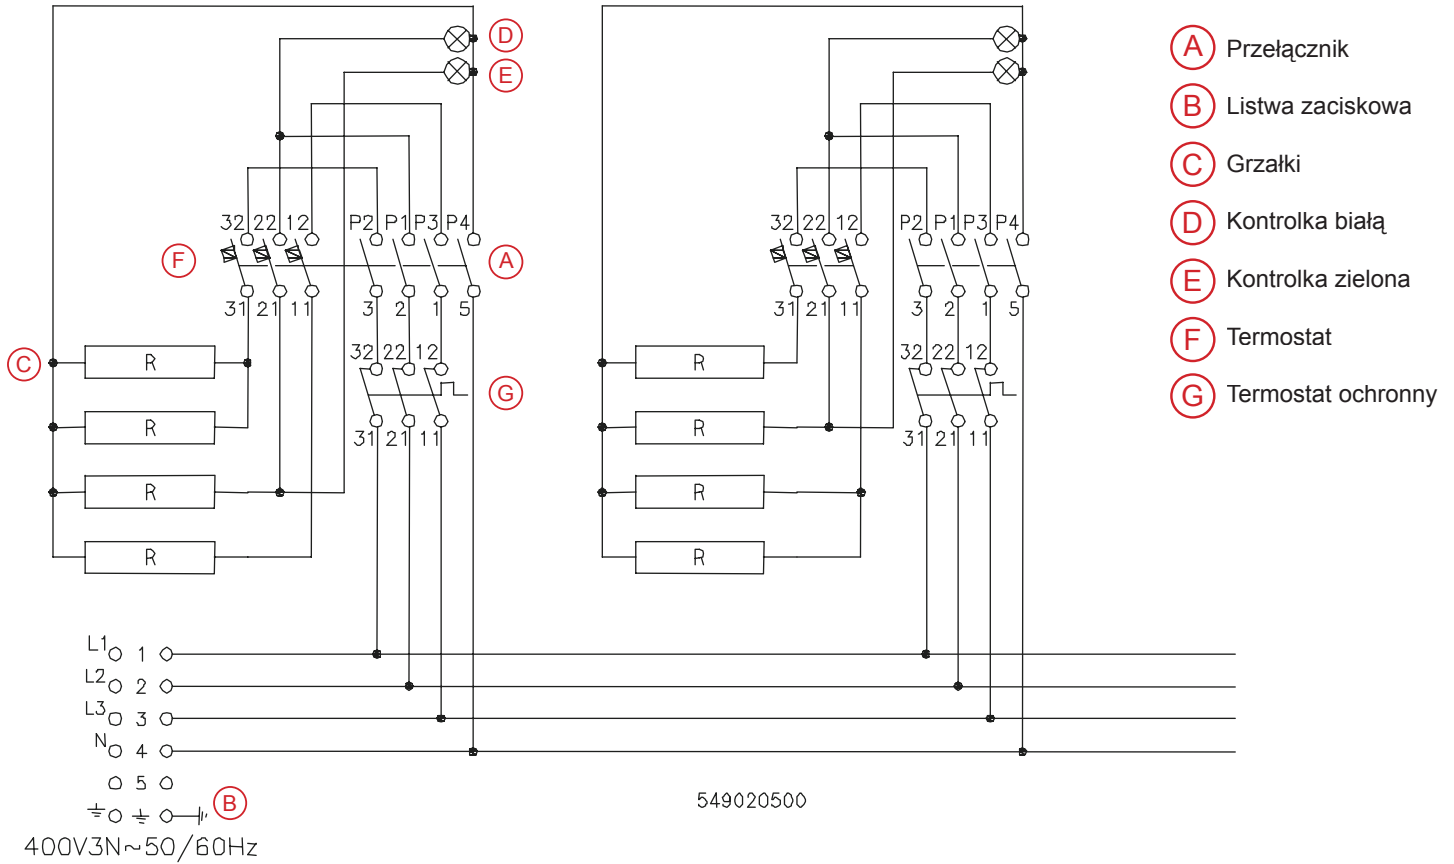 D
E
A Przełącznik
B Listwa zaciskowa
C Grzałki
D Kontrolka białą
E Kontrolka zielona
F Termostat
G Termostat ochronny
32 22 12 P2 P1 P3 P4
32 22 12 P2 P1 P3 P4
F
A
31 21 11 3 2 1 5
31 21 11 3 2 1 5
32 22 12
32 22 12
C
R
R
G
R
R
31 21 11
31 21 11
R
R
R
R
L1 1
L2 2
L3 3
N 4
5
B
549020500
400V3N~50/60Hz